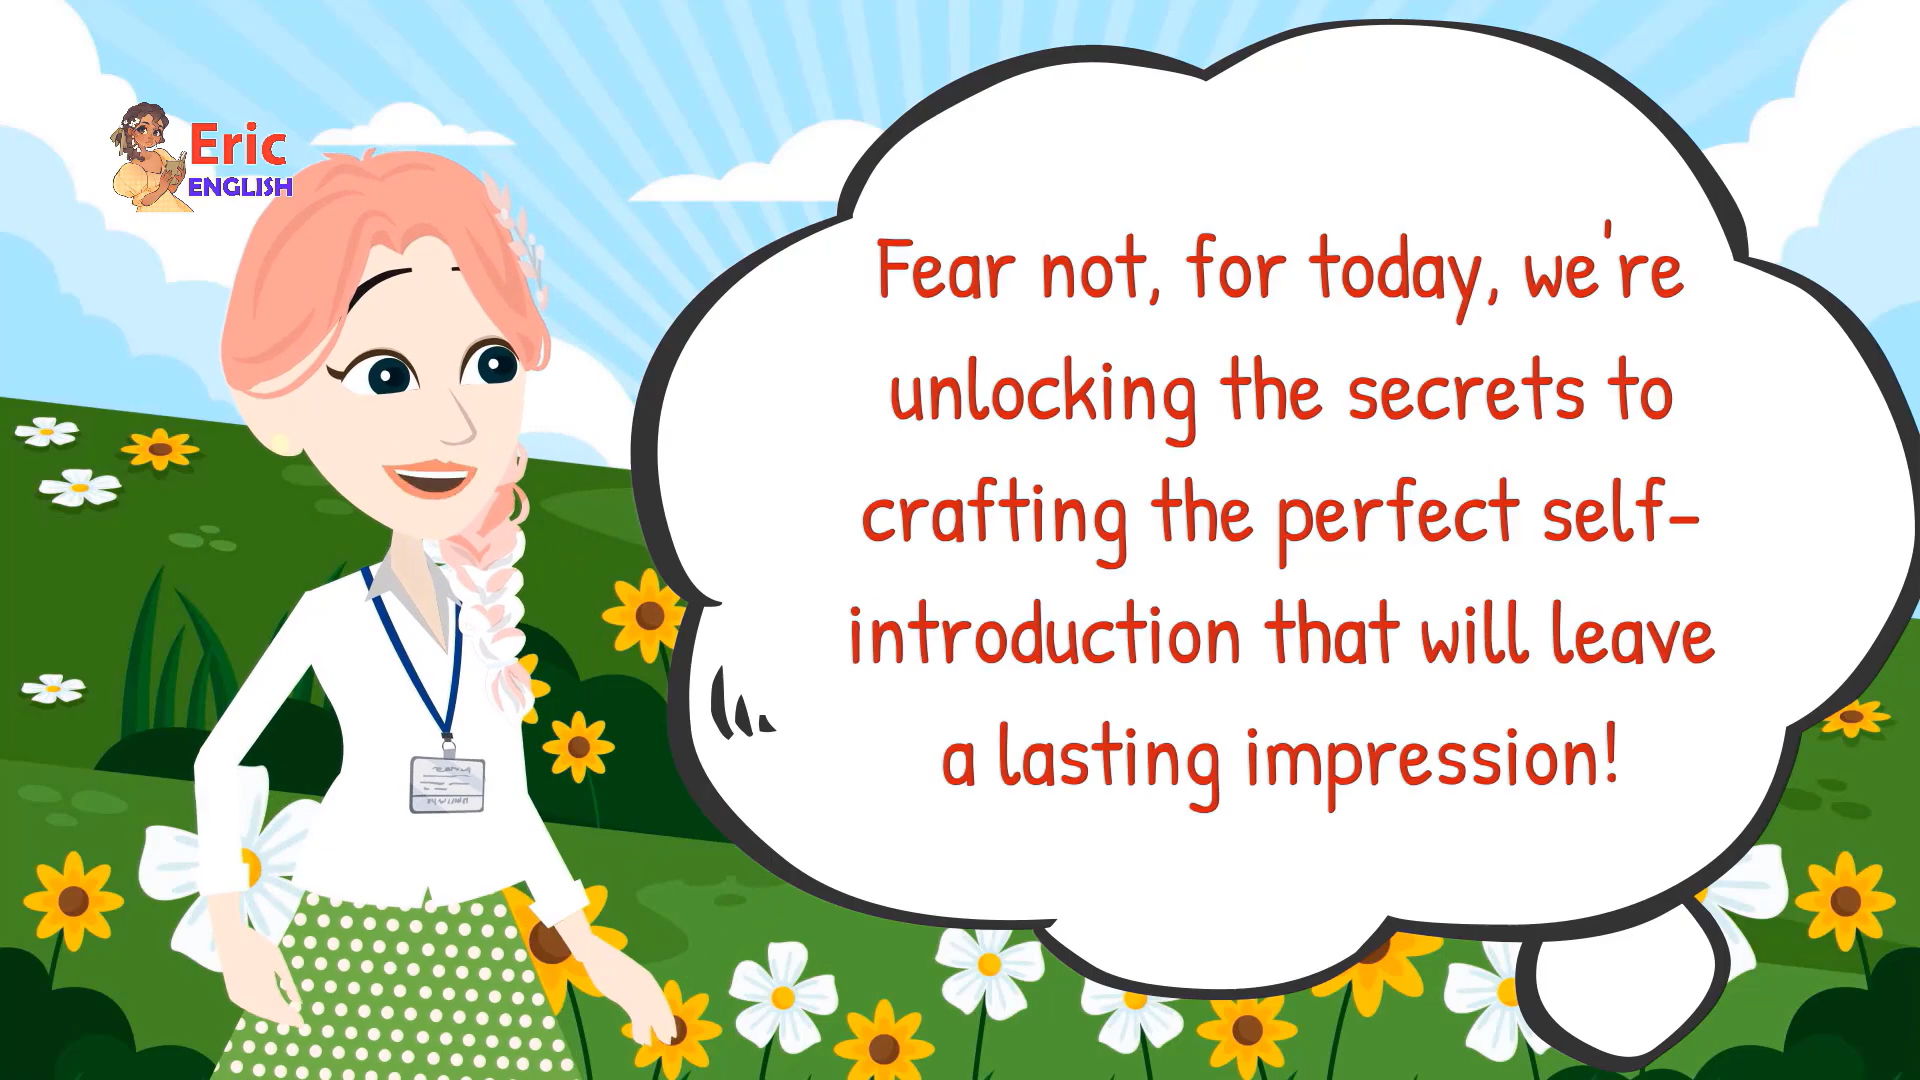 Eric
ENGLISH
Fear not, for today, we're
unlocking the secrets to
crafting the perfect self-
introduction that will leave
a lasting impression!